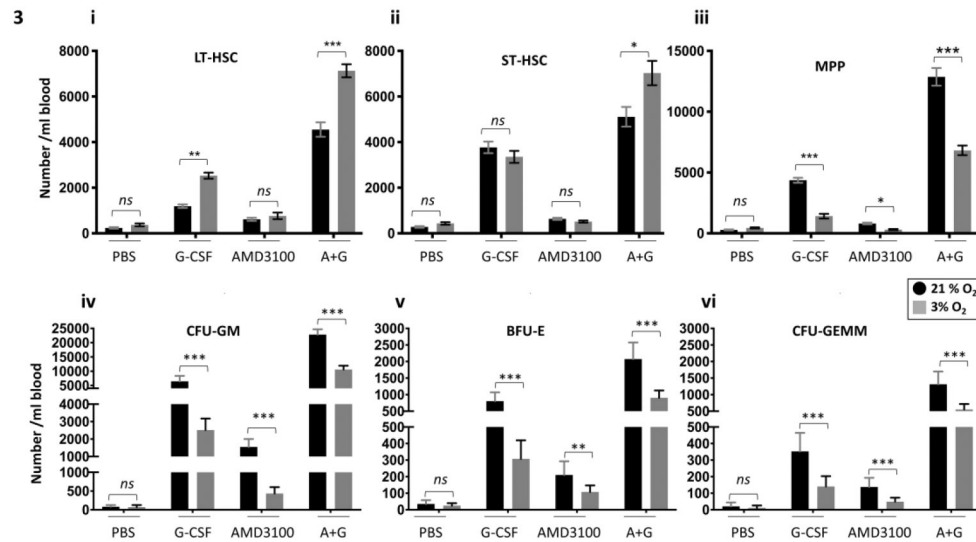 3
i
LT-HSC
Number /ml blood
8000
6000
4000
2000
0
ns
**
ns
***
PBS
G-CSF
AMD3100
A+G
ii
ST-HSC
8000
6000
4000
2000
0
ns
ns
ns
*
PBS
G-CSF
AMD3100
A+G
iii
MPP
15000
10000
5000
0
ns
***
*
***
PBS
G-CSF
AMD3100
A+G
21 % O₂
3% O₂
iv
CFU-GM
Number /ml blood
25000
20000
15000
10000
5000
4000
3000
2000
1000
500
0
ns
***
***
***
PBS
G-CSF
AMD3100
A+G
v
BFU-E
3000
2500
2000
1500
1000
500
400
300
200
100
0
ns
***
**
***
PBS
G-CSF
AMD3100
A+G
vi
CFU-GEMM
3000
2500
2000
1500
1000
500
500
400
300
200
100
0
ns
***
***
***
PBS
G-CSF
AMD3100
A+G